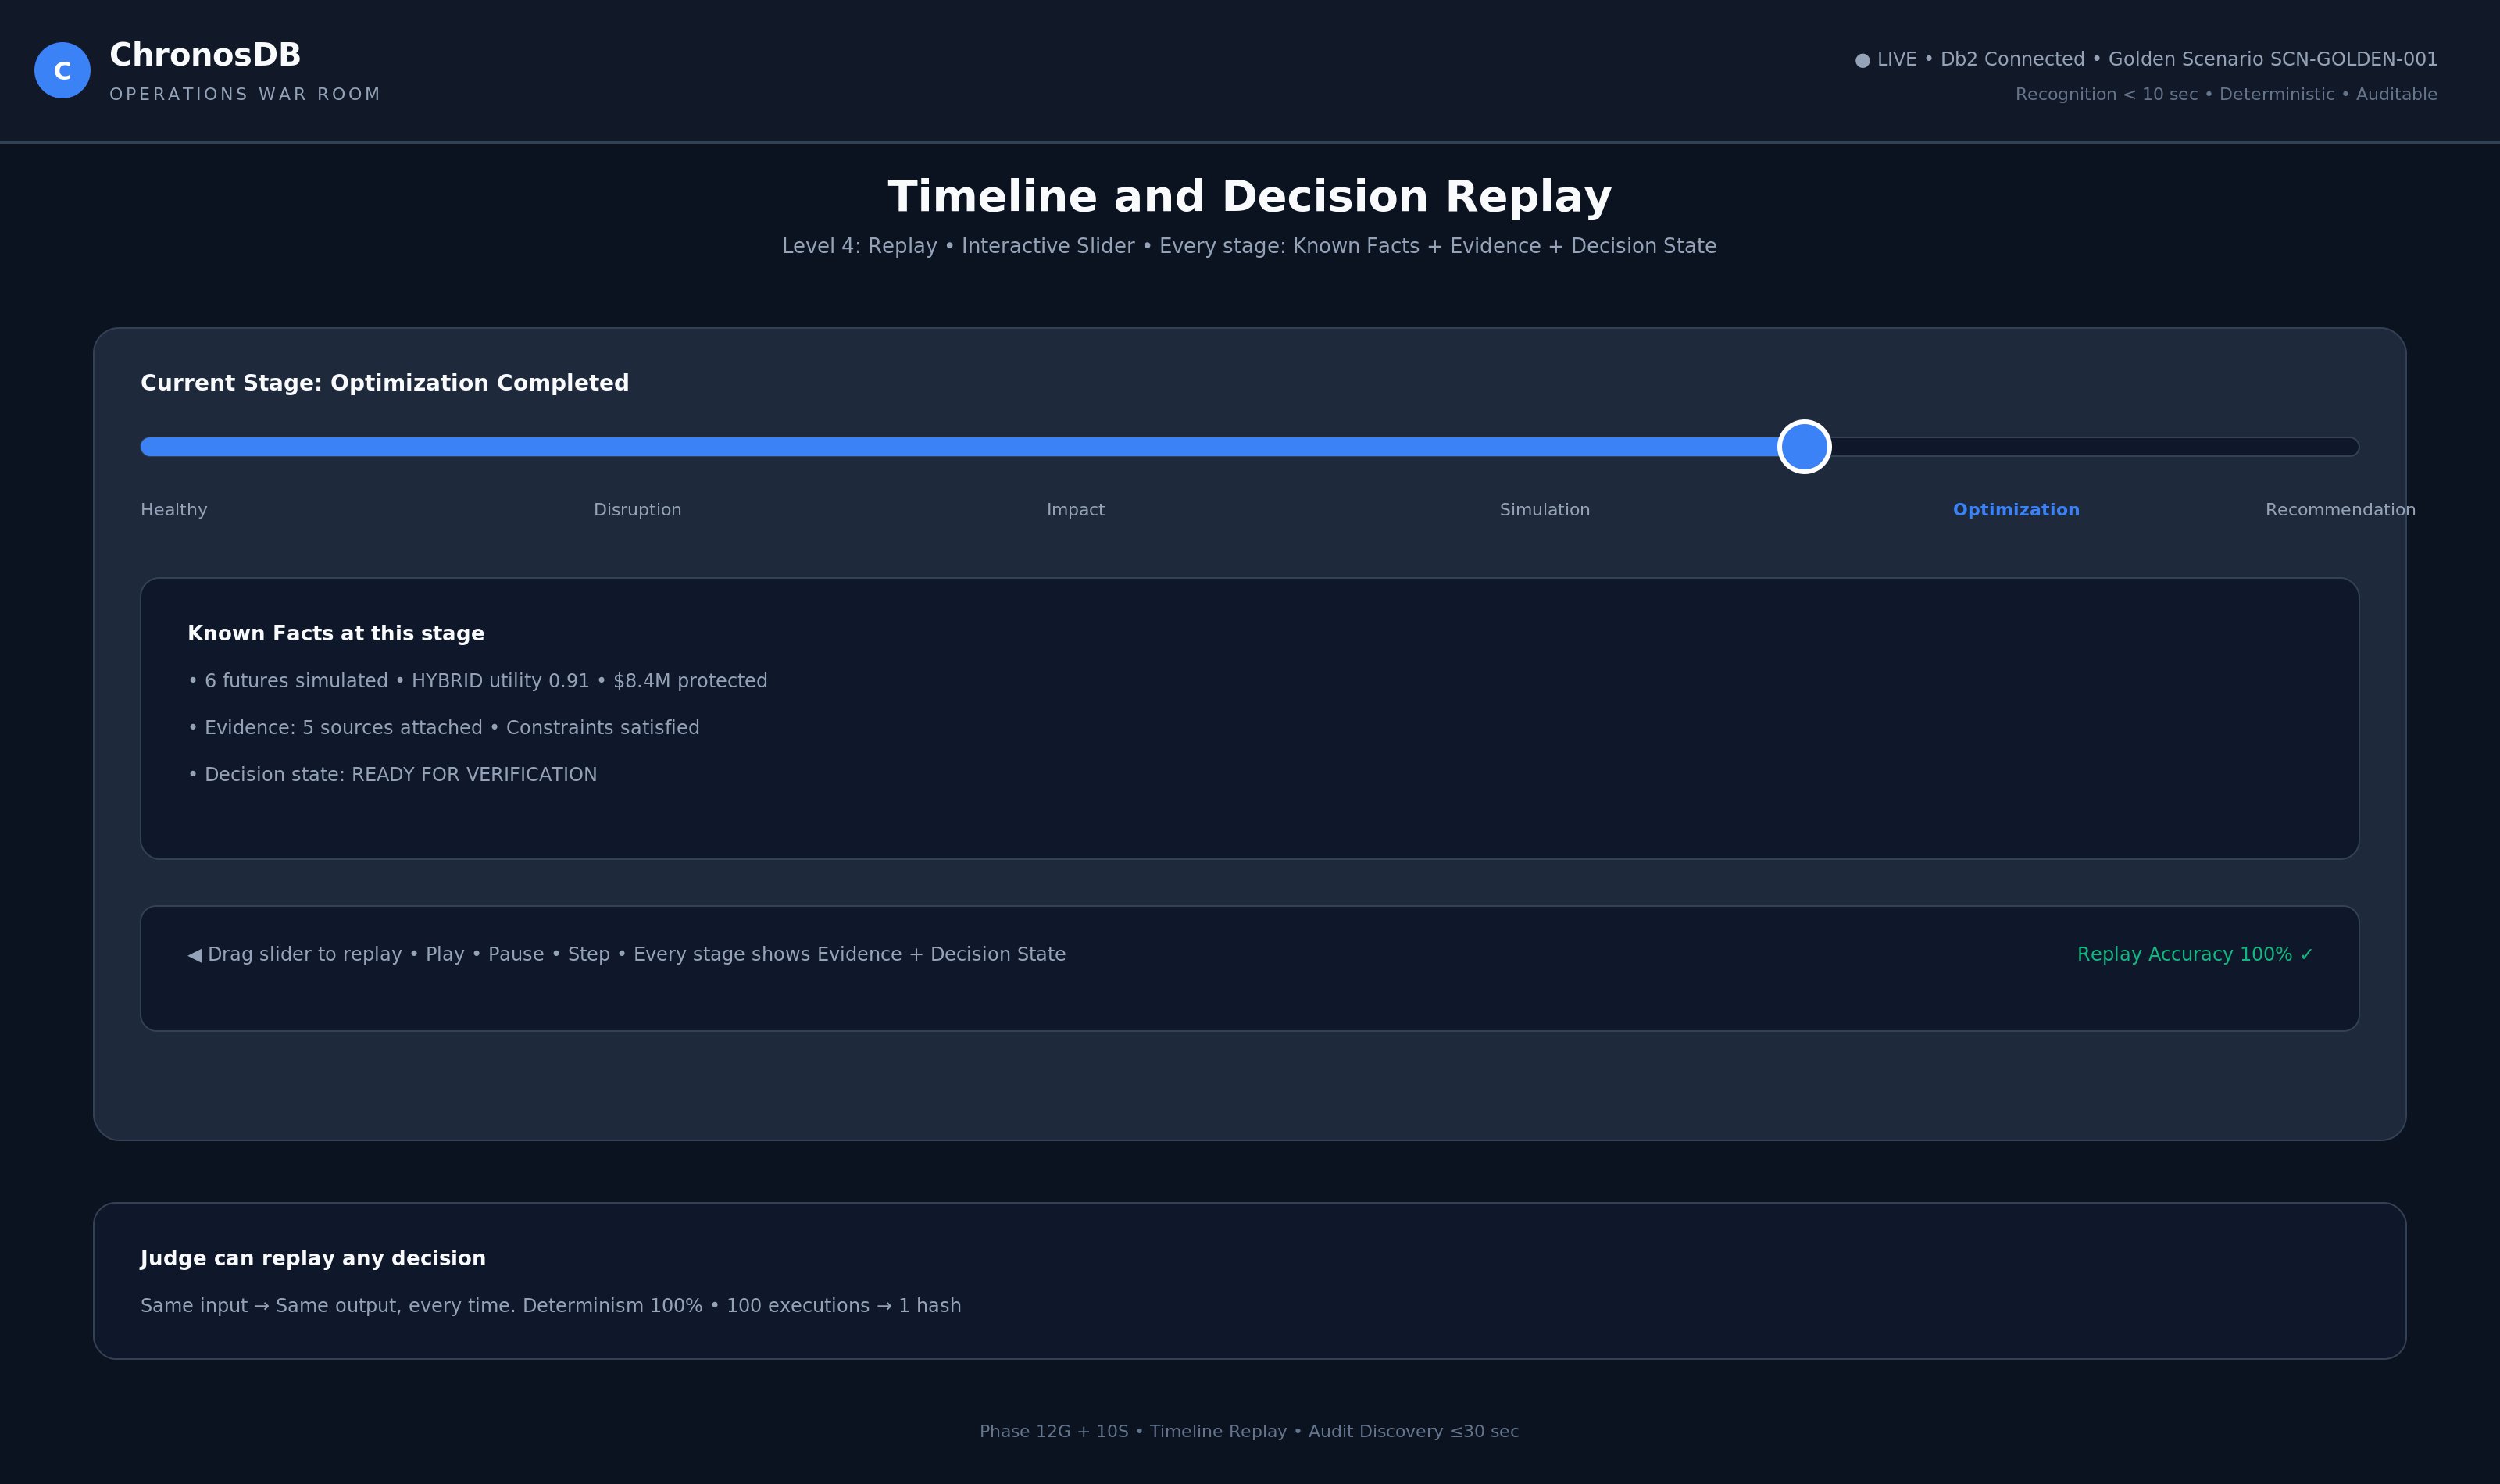 C
ChronosDB
OPERATIONS WAR ROOM
● LIVE • Db2 Connected • Golden Scenario SCN-GOLDEN-001
Recognition < 10 sec • Deterministic • Auditable
Timeline and Decision Replay
Level 4: Replay • Interactive Slider • Every stage: Known Facts + Evidence + Decision State
Current Stage: Optimization Completed
Healthy Disruption Impact Simulation Optimization Recommendation
Known Facts at this stage
• 6 futures simulated • HYBRID utility 0.91 • $8.4M protected
• Evidence: 5 sources attached • Constraints satisfied
• Decision state: READY FOR VERIFICATION
◀ Drag slider to replay • Play • Pause • Step • Every stage shows Evidence + Decision State
Replay Accuracy 100% ✓
Judge can replay any decision
Same input → Same output, every time. Determinism 100% • 100 executions → 1 hash
Phase 12G + 10S • Timeline Replay • Audit Discovery ≤30 sec